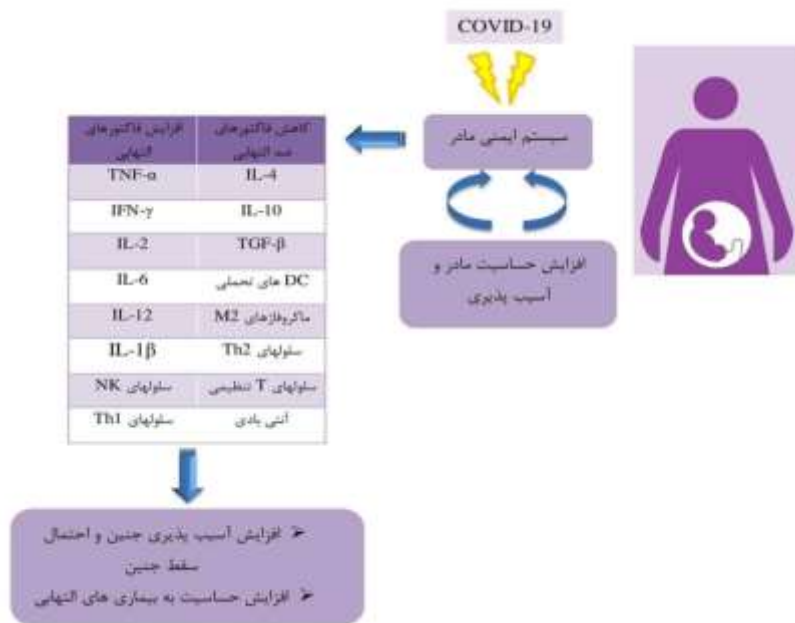 COVID-19
سیستم ایمنی مادر
افزایش حساسیت مادر و
آسیب پذیری
کاهش فاکتورهای
ضد التهابی
افزایش فاکتورهای
التهابی
IL-4
TNF-α
IL-10
IFN-γ
TGF-β
IL-2
DC های تحملی
IL-6
ماکروفاژهای M2
IL-12
سلولهای Th2
IL-1β
سلولهای T تنظیمی
سلولهای NK
آنتی بادی
سلولهای Th1
➢ افزایش آسیب پذیری جنین و احتمال
سقط جنین
➢ افزایش حساسیت به بیماری های التهابی